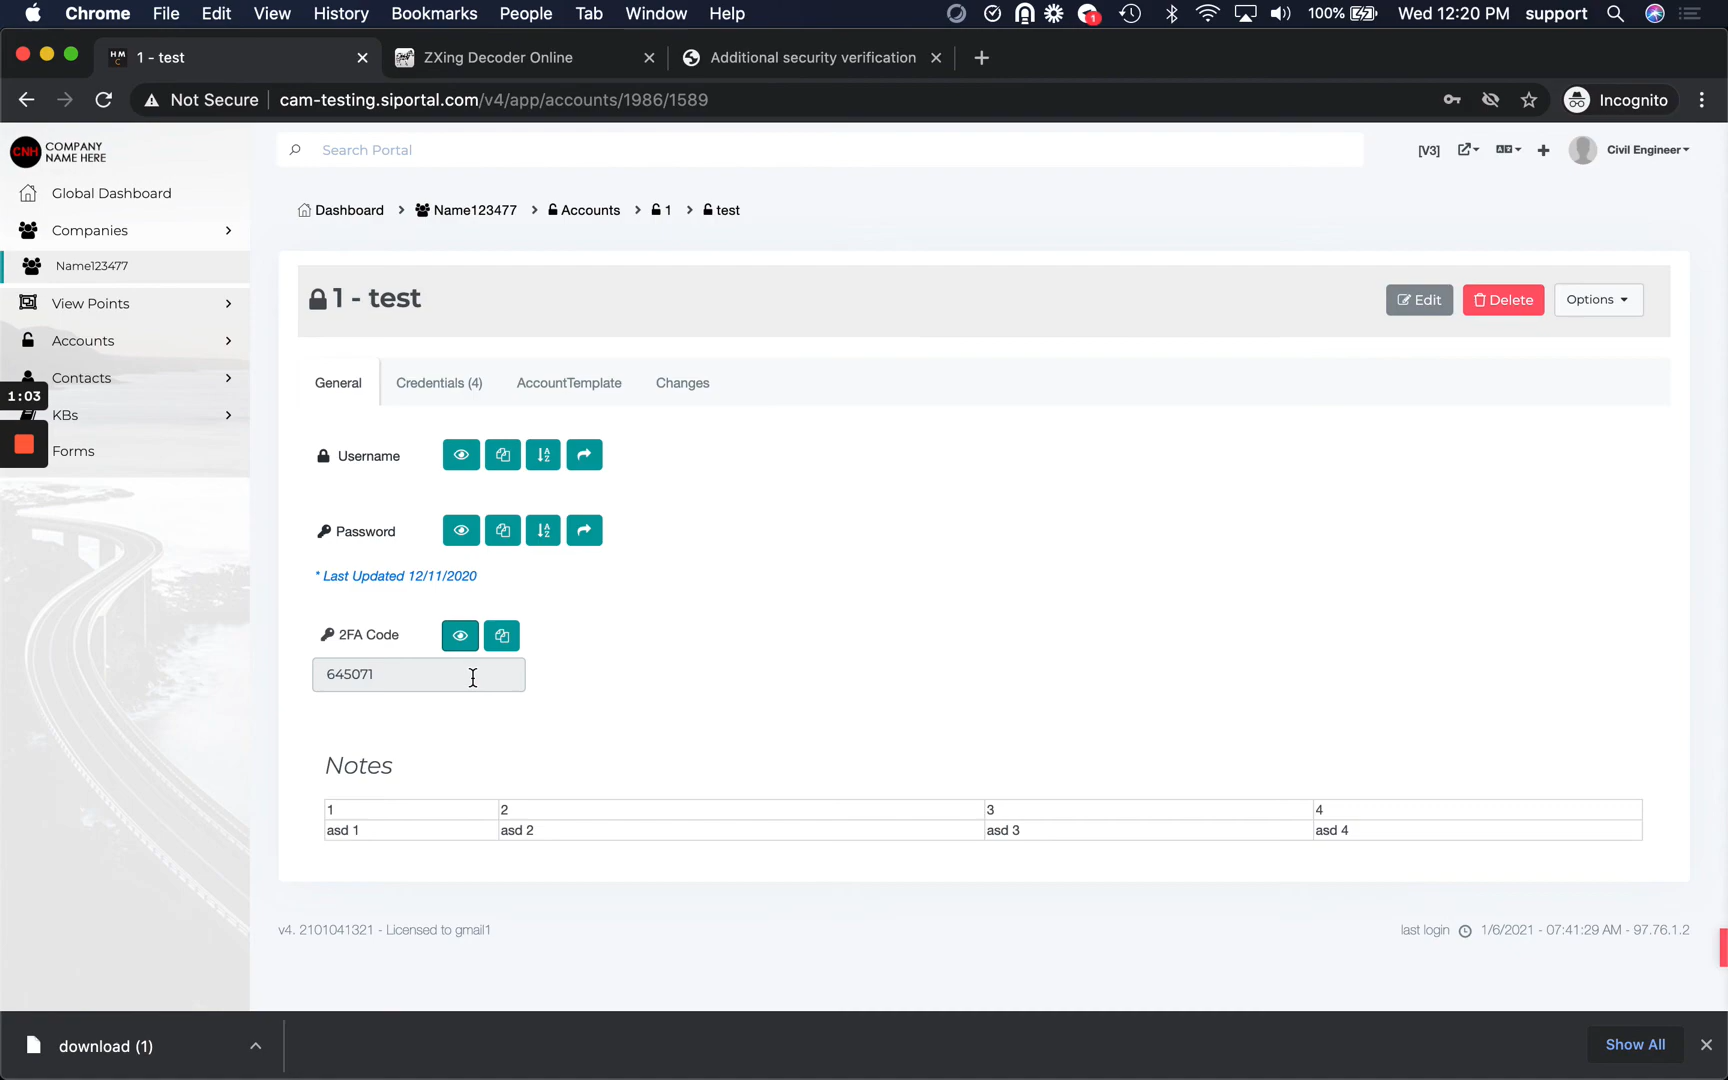 Chrome File Edit View History Bookmarks People Tab Window Help 1 100% Wed 12:20 PM support
HM C 1 - test ZXing Decoder Online Additional security verification
Not Secure cam-testing.siportal.com/v4/app/accounts/1986/1589 Incognito
CNH COMPANY
NAME HERE
Search Portal [V3] Civil Engineer
Global Dashboard
Companies
Name123477
View Points
Accounts
Contacts
1:03
KBs
Forms
Dashboard > Name123477 > Accounts > 1 > test
1 - test Edit Delete Options
General Credentials (4) AccountTemplate Changes
Username
Password
* Last Updated 12/11/2020
2FA Code
645071
Notes
1 2 3 4
asd 1 asd 2 asd 3 asd 4
v4. 2101041321 - Licensed to gmail1 last login 1/6/2021 - 07:41:29 AM - 97.76.1.2
download (1) Show All